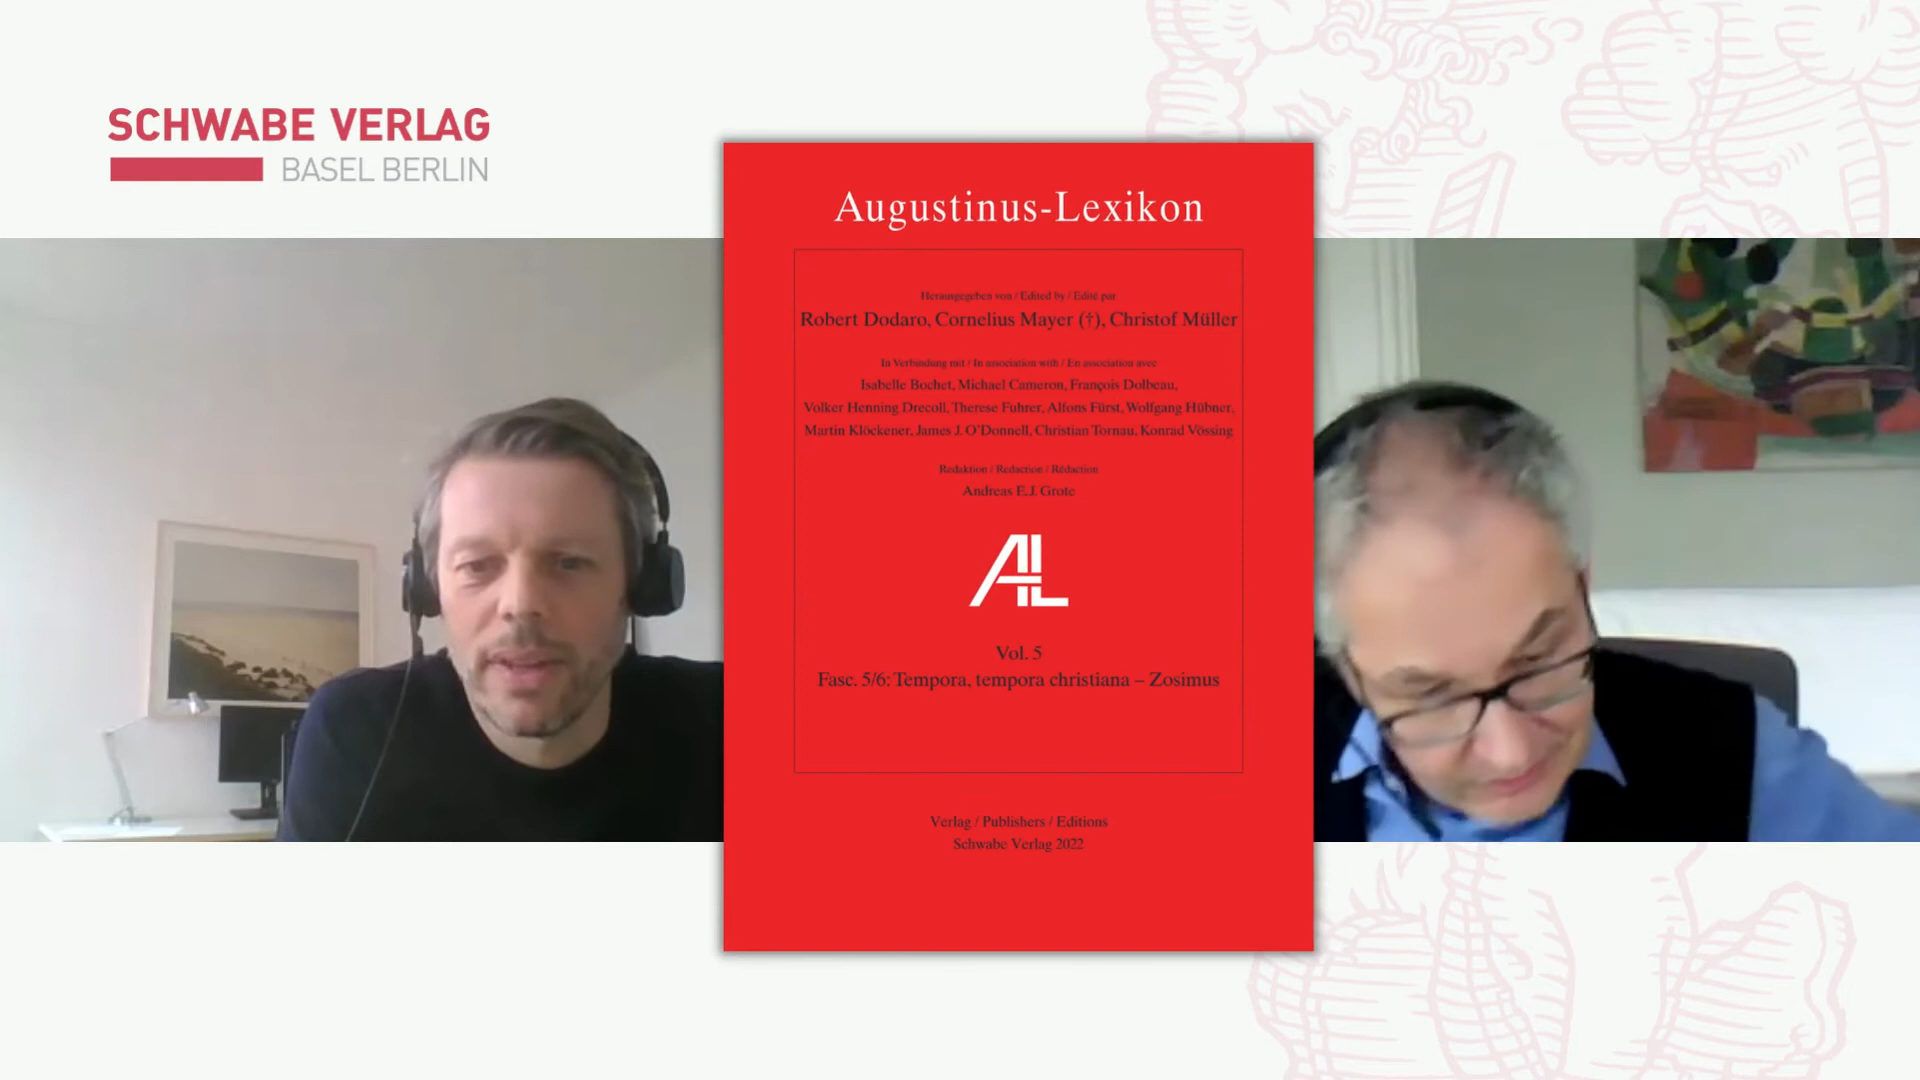 SCHWABE VERLAG
BASEL BERLIN
Augustinus-Lexikon
Herausgegeben von / Edited by / Édité par
Robert Dodaro, Cornelius Mayer (†), Christof Müller
In Verbindung mit / In association with / En association avec
Isabelle Bochet, Michael Cameron, François Dolbeau,
Volker Henning Drecoll, Therese Fuhrer, Alfons Fürst, Wolfgang Hübner,
Martin Klöckener, James J. O’Donnell, Christian Tornau, Konrad Vössing
Redaktion / Redaction / Rédaction
Andreas E.J. Grote
AL
Vol. 5
Fasc. 5/6: Tempora, tempora christiana – Zosimus
Verlag / Publishers / Editions
Schwabe Verlag 2022